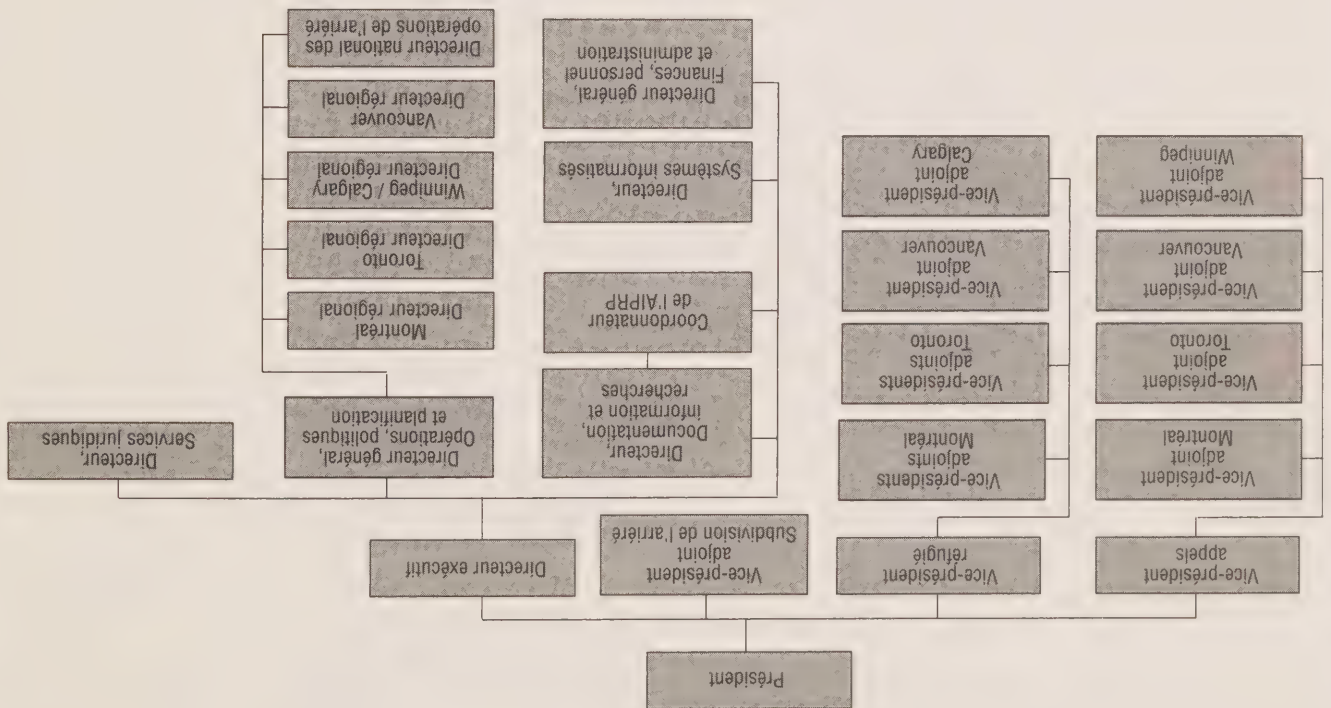 Président
Vice-président
appels
Vice-président
réfugié
Vice-président
adjoint
Subdivision de l'arriéré
Directeur exécutif
Vice-président
adjoint
Montréal
Vice-président
adjoint
Toronto
Vice-président
adjoint
Vancouver
Vice-président
adjoint
Winnipeg
Vice-présidents
adjoints
Montréal
Vice-présidents
adjoints
Toronto
Vice-président
adjoint
Vancouver
Vice-président
adjoint
Calgary
Directeur,
Documentation,
information et
recherches
Coordonnateur
de l'AIPRP
Directeur,
Systèmes informatisés
Directeur général,
Finances, personnel
et administration
Directeur général,
Opérations, politiques
et planification
Montréal
Directeur régional
Toronto
Directeur régional
Winnipeg / Calgary
Directeur régional
Vancouver
Directeur régional
Directeur national des
opérations de l'arriéré
Directeur,
Services juridiques